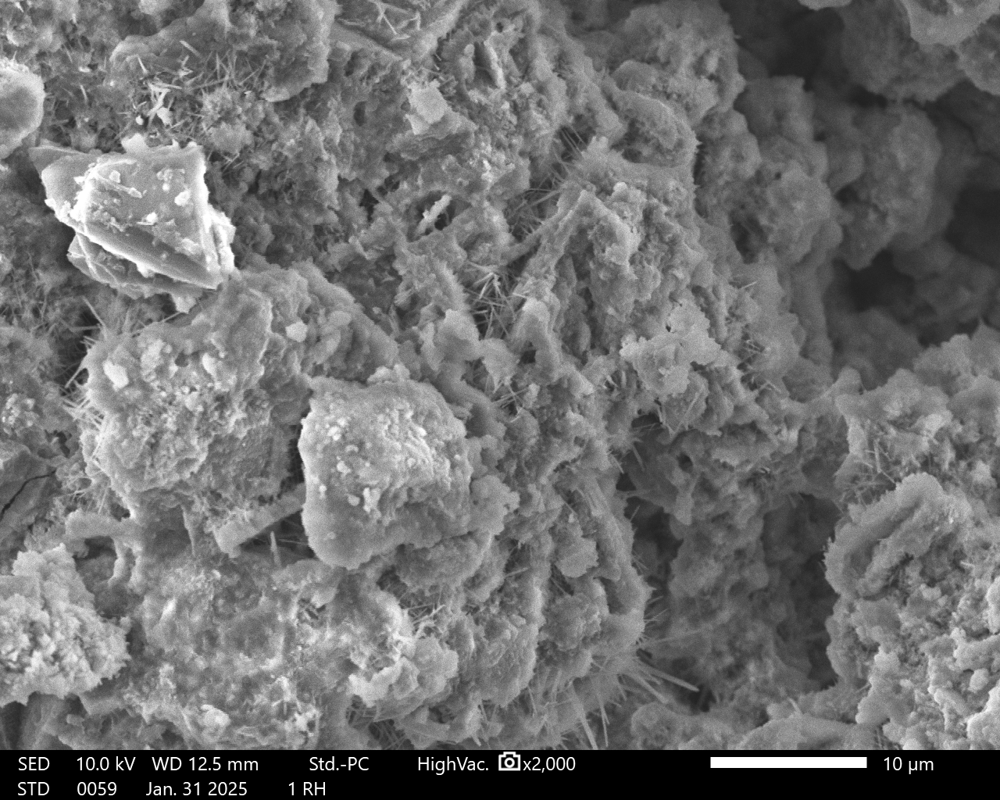 SED 10.0 kV WD 12.5 mm Std.-PC HighVac. x2,000 10 µm
STD 0059 Jan. 31 2025 1 RH